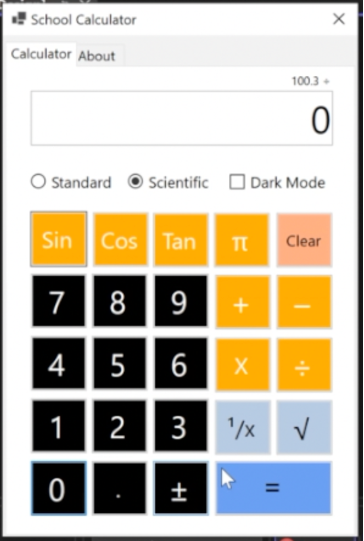 School Calculator
Calculator About
100.3 ÷
0
Standard Scientific Dark Mode
Sin Cos Tan π Clear
7 8 9 + −
4 5 6 X ÷
1 2 3 ¹/x √
0 . ± =